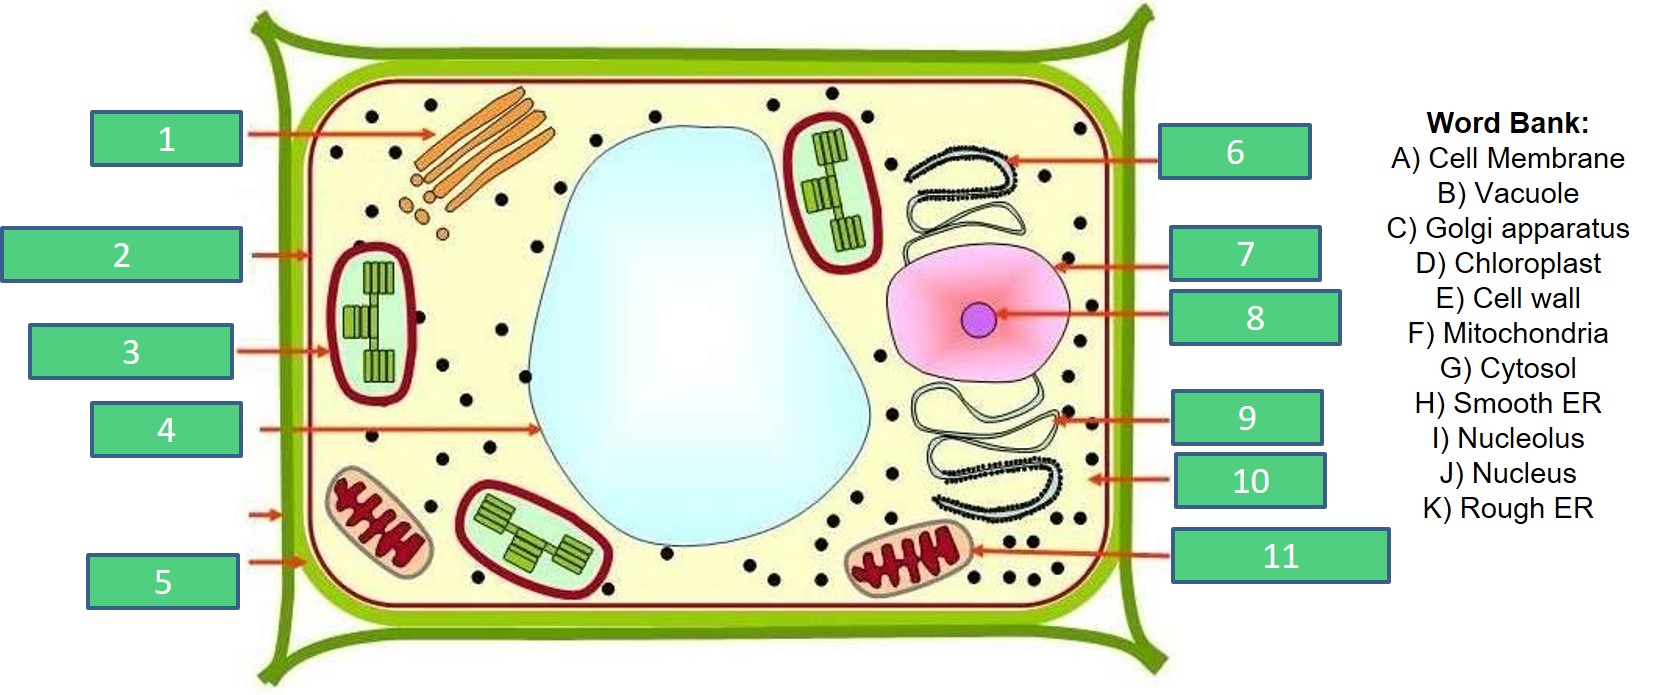 1
2
3
4
5
6
7
8
9
10
11
Word Bank:
A) Cell Membrane
B) Vacuole
C) Golgi apparatus
D) Chloroplast
E) Cell wall
F) Mitochondria
G) Cytosol
H) Smooth ER
I) Nucleolus
J) Nucleus
K) Rough ER